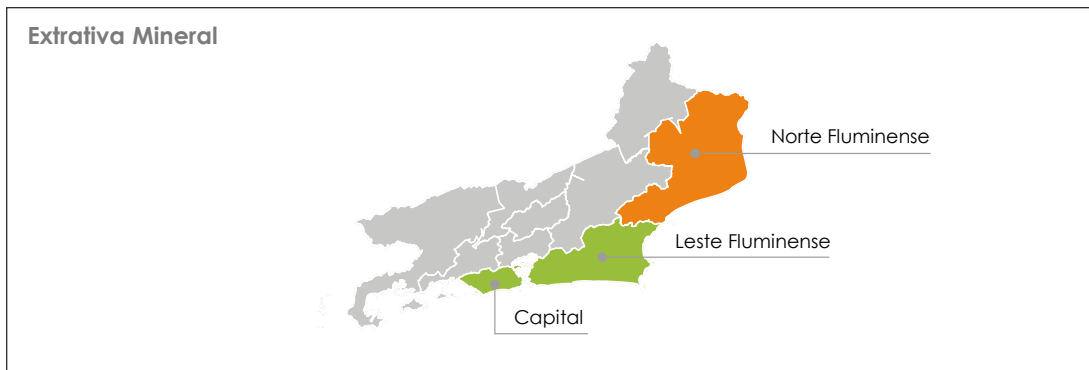 Extrativa Mineral
Norte Fluminense
Leste Fluminense
Capital